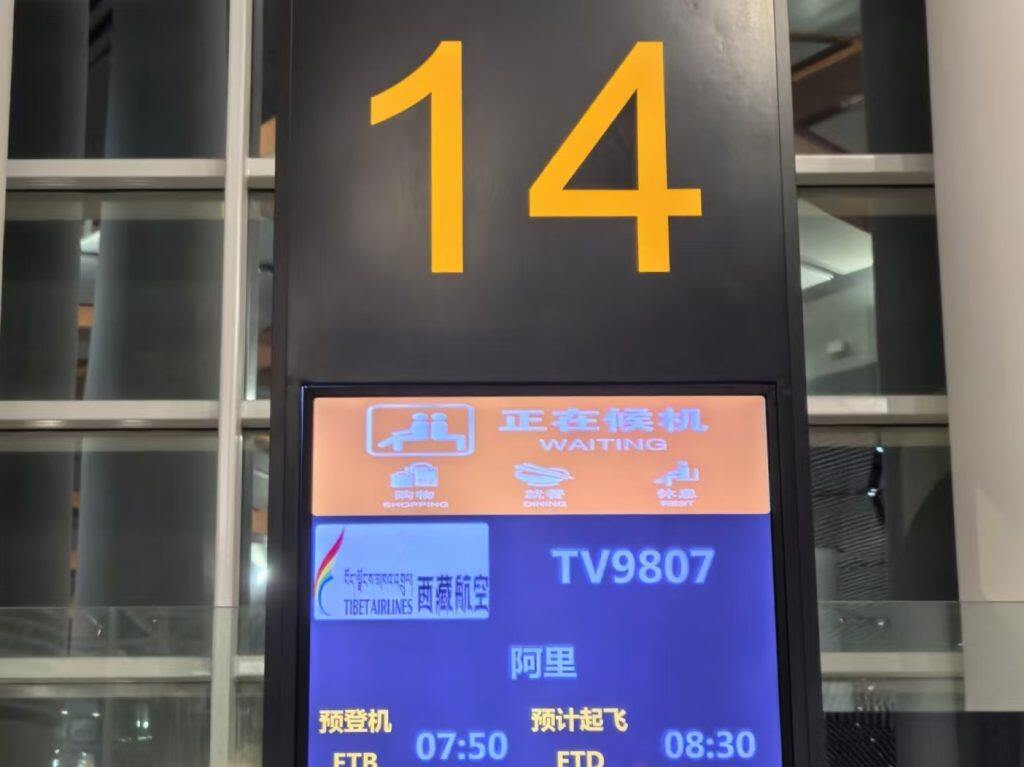 14
正在候机
WAITING
购物 就餐 休息
SHOPPING DINING REST
TV9807
TIBET AIRLINES 西藏航空
阿里
预登机 07:50 预计起飞 08:30
ETB ETD